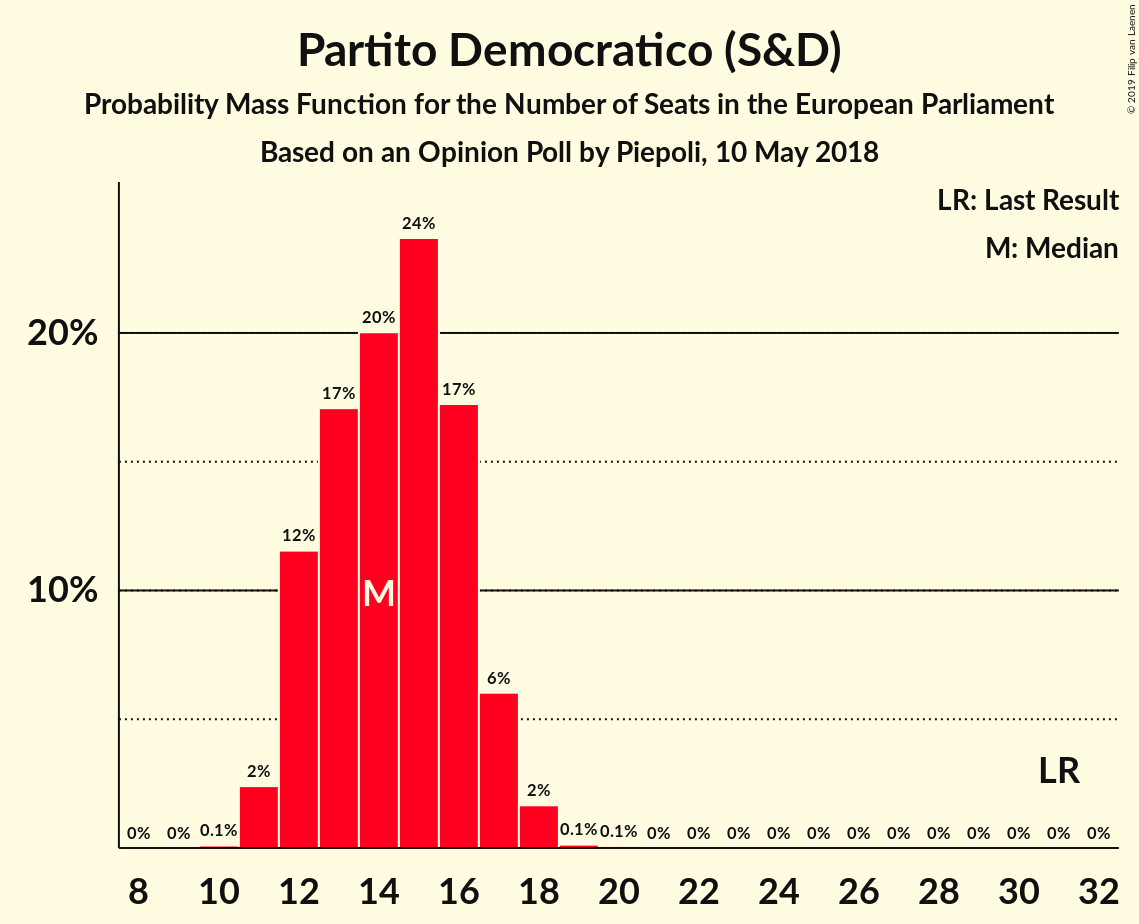 Partito Democratico (S&D)
Probability Mass Function for the Number of Seats in the European Parliament
Based on an Opinion Poll by Piepoli, 10 May 2018
© 2019 Filip van Laenen
LR: Last Result
M: Median
20%
10%
0% 0% 0.1% 2% 12% 17% 20% 24% 17% 6% 2% 0.1% 0.1% 0% 0% 0% 0% 0% 0% 0% 0% 0% 0% 0% 0%
M
LR
8 10 12 14 16 18 20 22 24 26 28 30 32